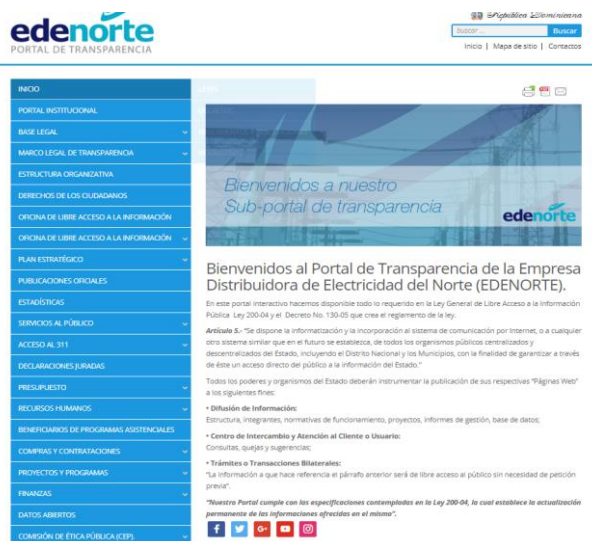 edenorte
PORTAL DE TRANSPARENCIA
República Dominicana
buscar ...
Buscar
Inicio | Mapa de sitio | Contactos
INICIO
PORTAL INSTITUCIONAL
BASE LEGAL
MARCO LEGAL DE TRANSPARENCIA
ESTRUCTURA ORGANIZATIVA
DERECHOS DE LOS CIUDADANOS
OFICINA DE LIBRE ACCESO A LA INFORMACIÓN
OFICINA DE LIBRE ACCESO A LA INFORMACIÓN
PLAN ESTRATÉGICO
PUBLICACIONES OFICIALES
ESTADÍSTICAS
SERVICIOS AL PÚBLICO
ACCESO AL 311
DECLARACIONES JURADAS
PRESUPUESTO
RECURSOS HUMANOS
BENEFICIARIOS DE PROGRAMAS ASISTENCIALES
COMPRAS Y CONTRATACIONES
PROYECTOS Y PROGRAMAS
FINANZAS
DATOS ABIERTOS
COMISIÓN DE ÉTICA PÚBLICA (CEP)
Bienvenidos a nuestro
Sub-portal de transparencia
edenorte
Bienvenidos al Portal de Transparencia de la Empresa
Distribuidora de Electricidad del Norte (EDENORTE).
En este portal interactivo hacemos disponible todo lo requerido en la Ley General de Libre Acceso a la Información
Pública Ley 200-04 y el Decreto No. 130-05 que crea el reglamento de la ley.
Artículo 5.- "Se dispone la informatización y la incorporación al sistema de comunicación por Internet, o a cualquier
otro sistema similar que en el futuro se establezca, de todos los organismos públicos centralizados y
descentralizados del Estado, incluyendo el Distrito Nacional y los Municipios, con la finalidad de garantizar a través
de éste un acceso directo del público a la información del Estado."
Todos los poderes y organismos del Estado deberán instrumentar la publicación de sus respectivas "Páginas Web"
a los siguientes fines:
• Difusión de Información:
Estructura, integrantes, normativas de funcionamiento, proyectos, informes de gestión, base de datos;
• Centro de Intercambio y Atención al Cliente o Usuario:
Consultas, quejas y sugerencias;
• Trámites o Transacciones Bilaterales:
"La información a que hace referencia el párrafo anterior será de libre acceso al público sin necesidad de petición
previa".
"Nuestro Portal cumple con las especificaciones contempladas en la Ley 200-04, la cual establece la actualización
permanente de las informaciones ofrecidas en el mismo".